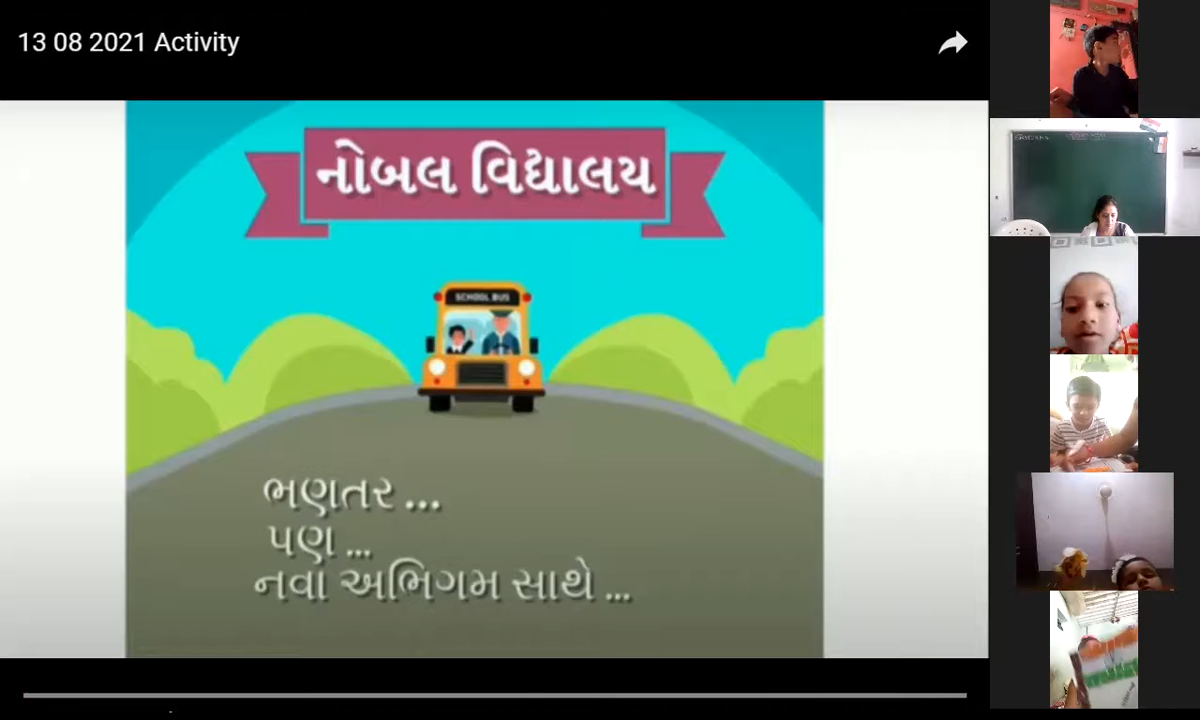 13 08 2021 Activity
નોબલ વિદ્યાલય
SCHOOL BUS
ભણતર ...
પણ ...
નવા અભિગમ સાથે ...